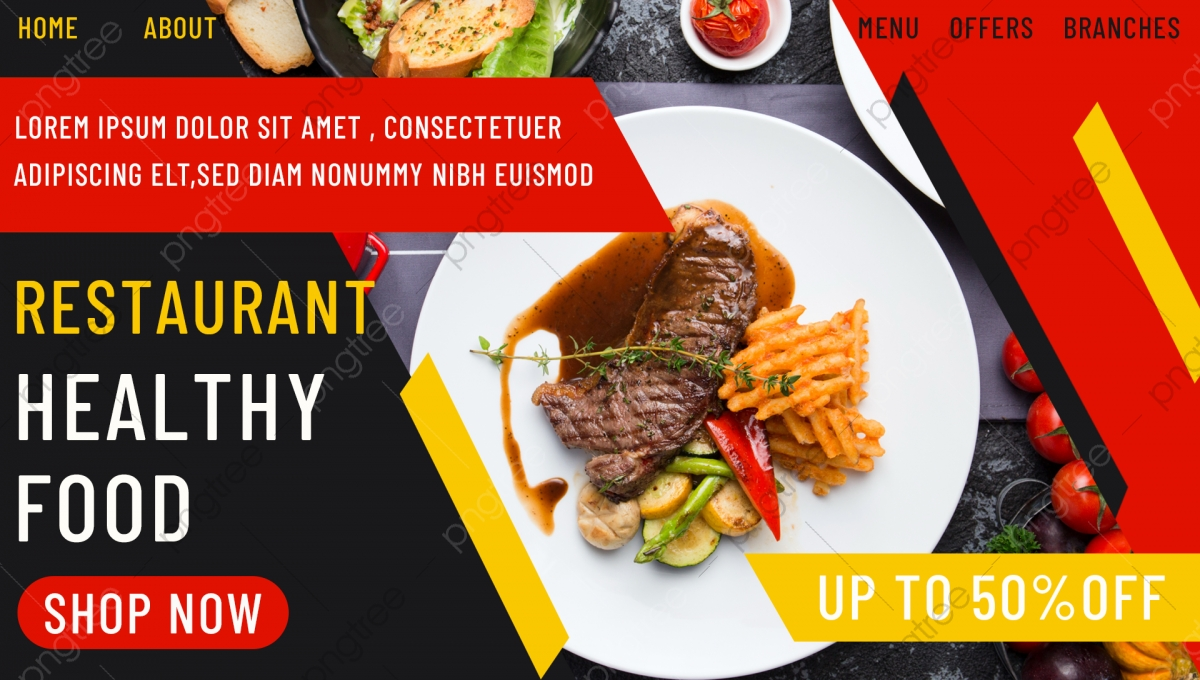 HOME ABOUT MENU OFFERS BRANCHES
LOREM IPSUM DOLOR SIT AMET , CONSECTETUER
ADIPISCING ELT,SED DIAM NONUMMY NIBH EUISMOD
RESTAURANT
HEALTHY
FOOD
SHOP NOW
UP TO 50%OFF
pngtree